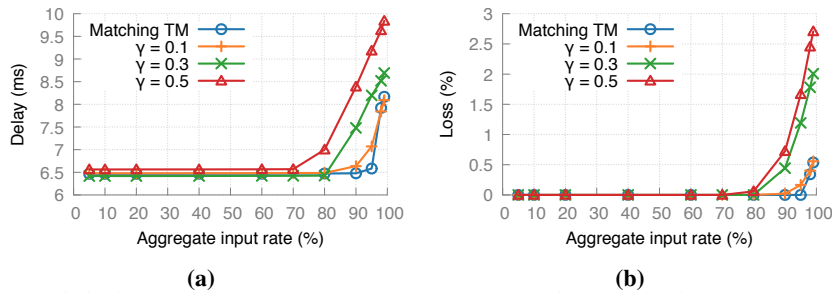 Delay (ms)
10
9.5
9
8.5
8
7.5
7
6.5
6
Matching TM
γ = 0.1
γ = 0.3
γ = 0.5
0 10 20 30 40 50 60 70 80 90 100
Aggregate input rate (%)
(a)
Loss (%)
3
2.5
2
1.5
1
0.5
0
Matching TM
γ = 0.1
γ = 0.3
γ = 0.5
0 10 20 30 40 50 60 70 80 90 100
Aggregate input rate (%)
(b)